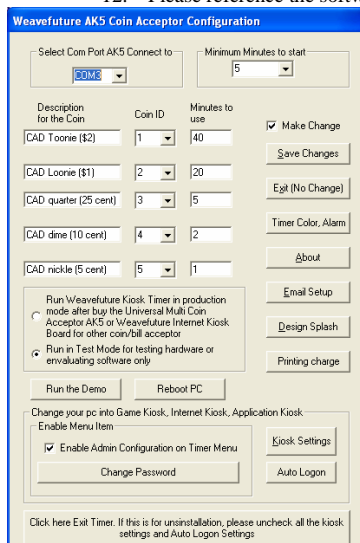 12. Please reference the softw
Weavefuture AK5 Coin Acceptor Configuration
Select Com Port AK5 Connect to
Minimum Minutes to start
COM3
5
Description for the Coin
Coin ID
Minutes to use
Make Change
CAD Toonie ($2) 1 40
Save Changes
CAD Loonie ($1) 2 20
Exit (No Change)
CAD quarter (25 cent) 3 5
Timer Color, Alarm
CAD dime (10 cent) 4 2
About
CAD nickle (5 cent) 5 1
Email Setup
Run Weavefuture Kiosk Timer in production
mode after buy the Universal Multi Coin
Acceptor AK5 or Weavefuture Internet Kiosk
Board for other coin/bill acceptor
Design Splash
Run in Test Mode for testing hardware or
envaluating software only
Printing charge
Run the Demo
Reboot PC
Change your pc into Game Kiosk, Internet Kiosk, Application Kiosk
Enable Menu Item
Enable Admin Configuration on Timer Menu
Kiosk Settings
Change Password
Auto Logon
Click here Exit Timer. If this is for unsinstallation, please uncheck all the kiosk
settings and Auto Logon Settings